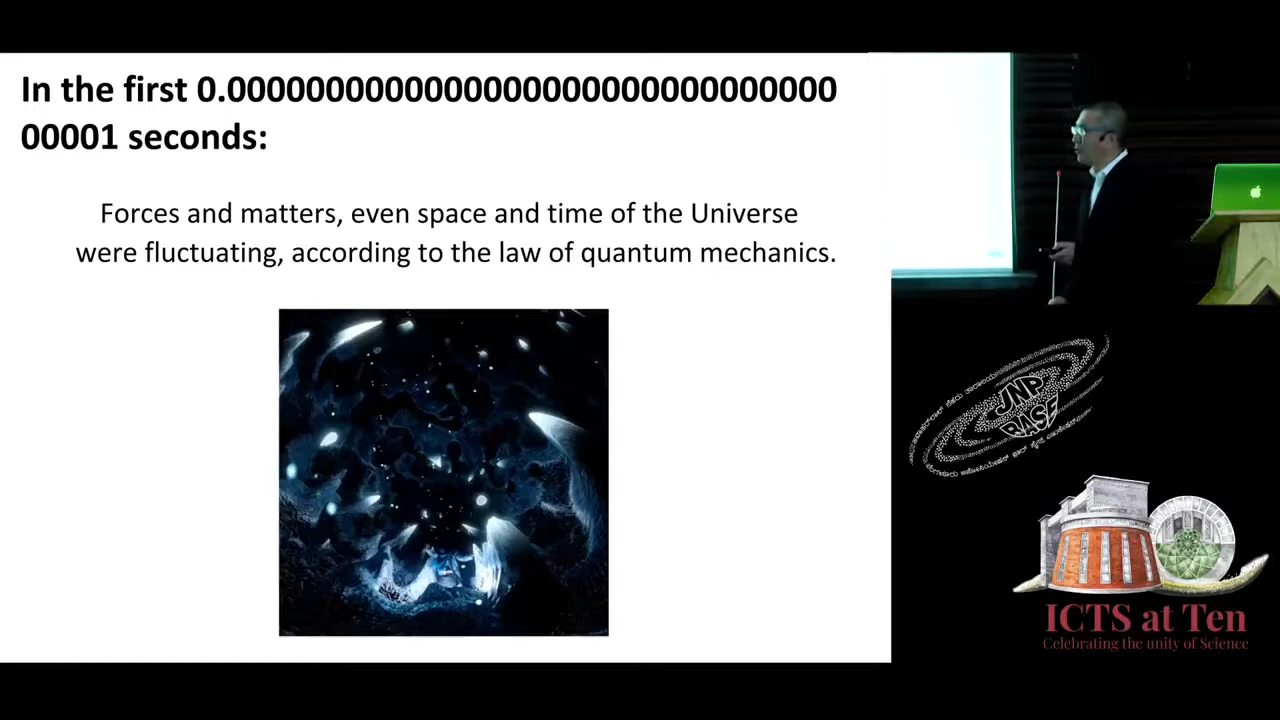 In the first 0.0000000000000000000000000000000
00001 seconds:
Forces and matters, even space and time of the Universe
were fluctuating, according to the law of quantum mechanics.
JNP
BASE
ICTS at Ten
Celebrating the unity of Science